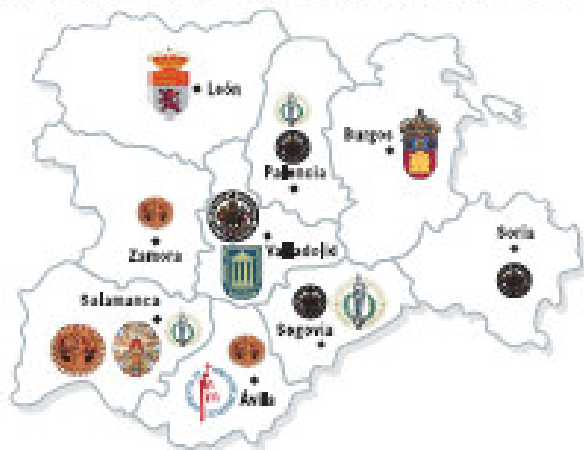 León
Burgos
Palencia
Soria
Valladolid
Zamora
Salamanca
Segovia
Ávila